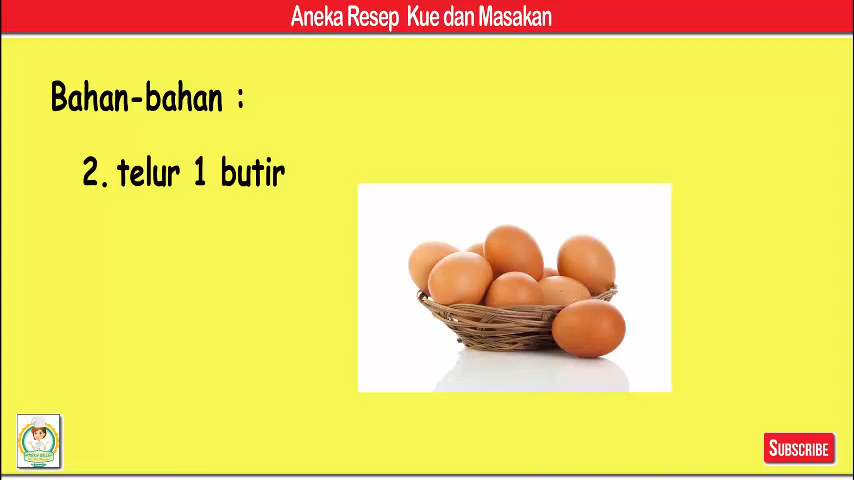 Aneka Resep Kue dan Masakan
Bahan-bahan :
2. telur 1 butir
SUBSCRIBE